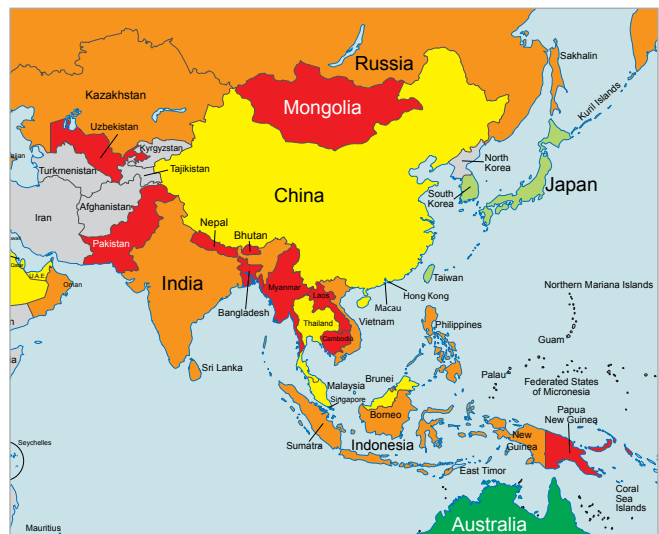 Russia
Sakhalin
Kuril Islands
Kazakhstan
Mongolia
Uzbekistan
Kyrgyzstan
Turkmenistan
Tajikistan
North
Korea
South
Korea
Japan
China
Iran
Afghanistan
Pakistan
Nepal
Bhutan
U.A.E.
Oman
India
Bangladesh
Myanmar
Laos
Thailand
Cambodia
Vietnam
Macau
Hong Kong
Taiwan
Northern Mariana Islands
Philippines
Guam
Sri Lanka
Malaysia
Brunei
Singapore
Palau
Federated States
of Micronesia
Borneo
Papua
New Guinea
New
Guinea
Sumatra
Indonesia
East Timor
Seychelles
Coral
Sea
Islands
Mauritius
Australia